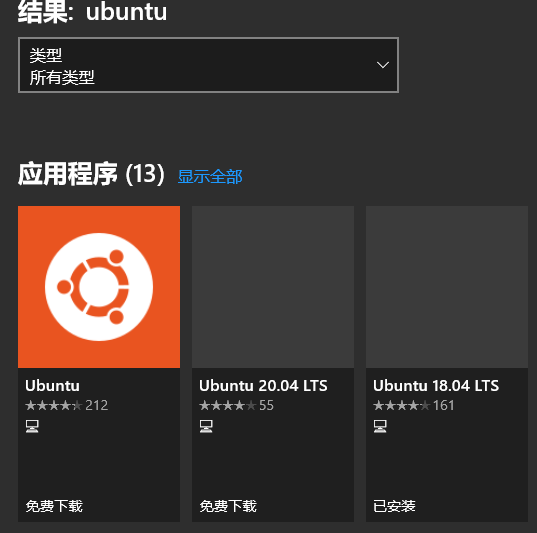 结果: ubuntu
类型
所有类型
应用程序 (13) 显示全部
Ubuntu
212
免费下载
Ubuntu 20.04 LTS
55
免费下载
Ubuntu 18.04 LTS
161
已安装